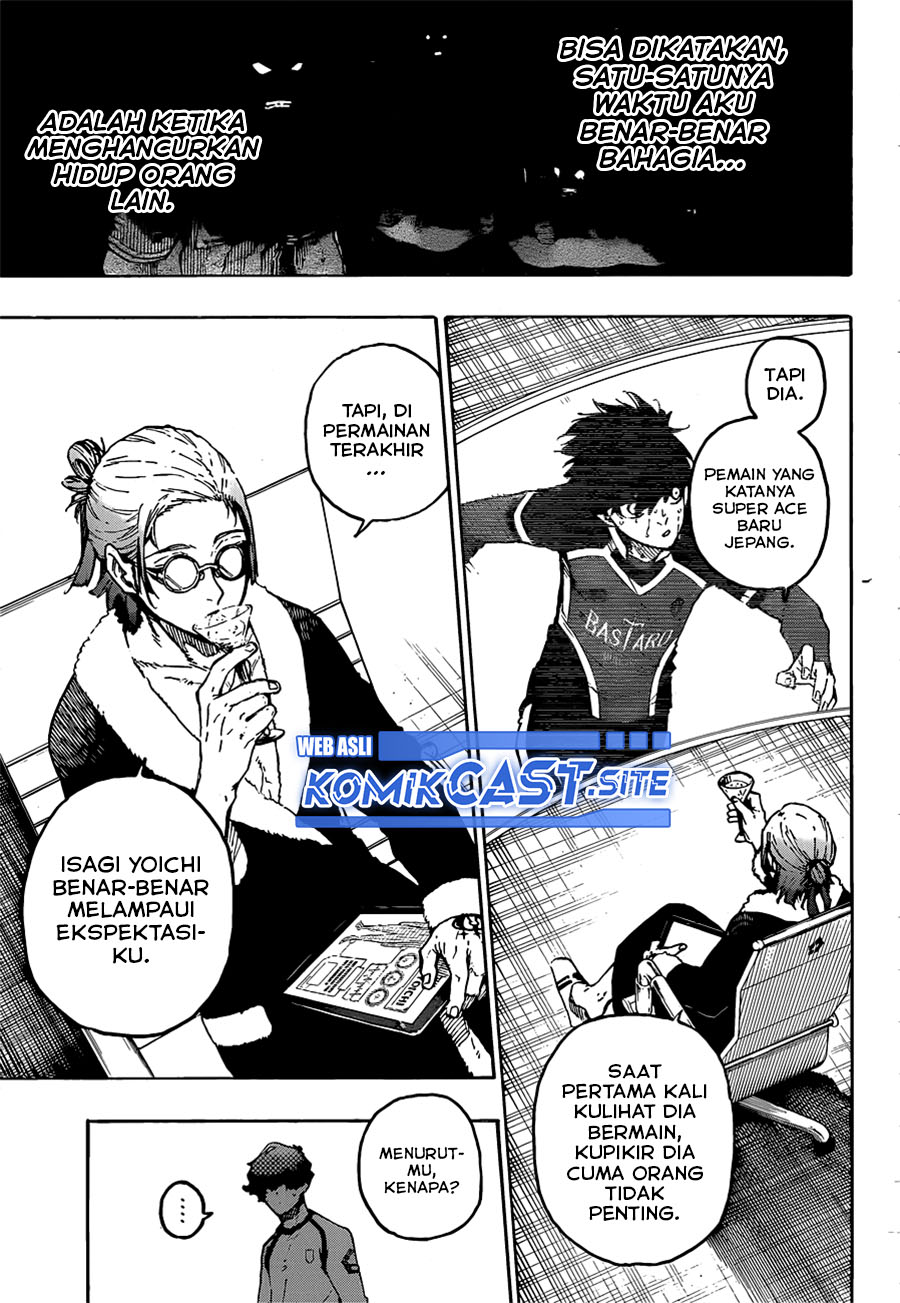 BISA DIKATAKAN,
SATU-SATUNYA
WAKTU AKU
BENAR-BENAR
BAHAGIA...
ADALAH KETIKA
MENGHANCURKAN
HIDUP ORANG
LAIN.
TAPI
DIA.
PEMAIN YANG
KATANYA
SUPER ACE
BARU
JEPANG.
BASTARD
SAAT
PERTAMA KALI
KULIHAT DIA
BERMAIN,
KUPIKIR DIA
CUMA ORANG
TIDAK
PENTING.
TAPI, DI
PERMAINAN
TERAKHIR
...
ISAGI YOICHI
BENAR-BENAR
MELAMPAUI
EKSPEKTASI-
KU.
WEB ASLI
KOMIKCAST.SITE
MENURUT-
MU,
KENAPA?
...